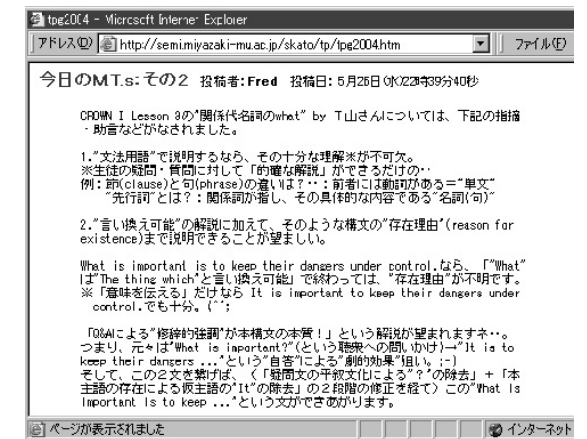 tpg2004 - Microsoft Internet Explorer
アドレス(D) http://semi.miyazaki-mu.ac.jp/skato/tp/tpg2004.htm ファイル(F)
今日のMT.s:その2 投稿者:Fred 投稿日: 5月26日(水)22時39分40秒
CROWN I Lesson 3の"関係代名詞のwhat" by T山さんについては、下記の指摘
・助言などがなされました。
1."文法用語"で説明するなら、その十分な理解※が不可欠。
※生徒の疑問・質問に対して「的確な解説」ができるだけの‥
例:節(clause)と句(phrase)の違いは?‥:前者には動詞がある="単文"
"先行詞"とは?:関係詞が指し、その具体的な内容である"名詞(句)"
2."言い換え可能"の解説に加えて、そのような構文の"存在理由"(reason for
existence)まで説明できることが望ましい。
What is important is to keep their dangers under control.なら、「"What"
は"The thing which"と言い換え可能」で終わっては、"存在理由"が不明です。
※「意味を伝える」だけなら It is important to keep their dangers under
control.でも十分。(^^;
「Q&Aによる"修辞的強調"が本構文の本質!」という解説が望まれますネ‥。
つまり、元々は"What is important?"(という聴衆への問いかけ)→"It is to
keep their dangers ..."という"自答"による"劇的効果"狙い。:-)
そして、この2文を繋げば、(「疑問文の平叙文化による"?"の除去」+「本
主語の存在による仮主語の"It"の除去」の2段階の修正を経て)この"What is
important is to keep ..."という文ができあがります。
ページが表示されました インターネット